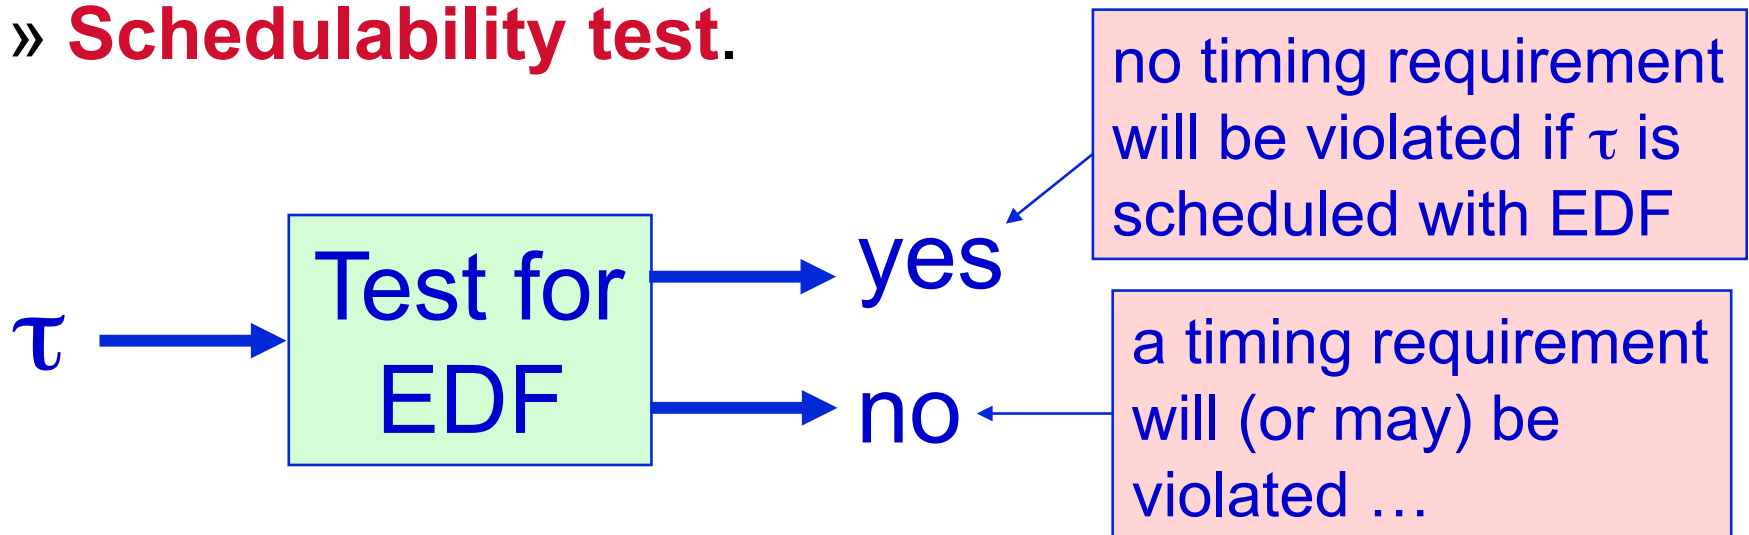 » Schedulability test.
no timing requirement
will be violated if τ is
scheduled with EDF
τ
Test for
EDF
yes
no
a timing requirement
will (or may) be
violated …